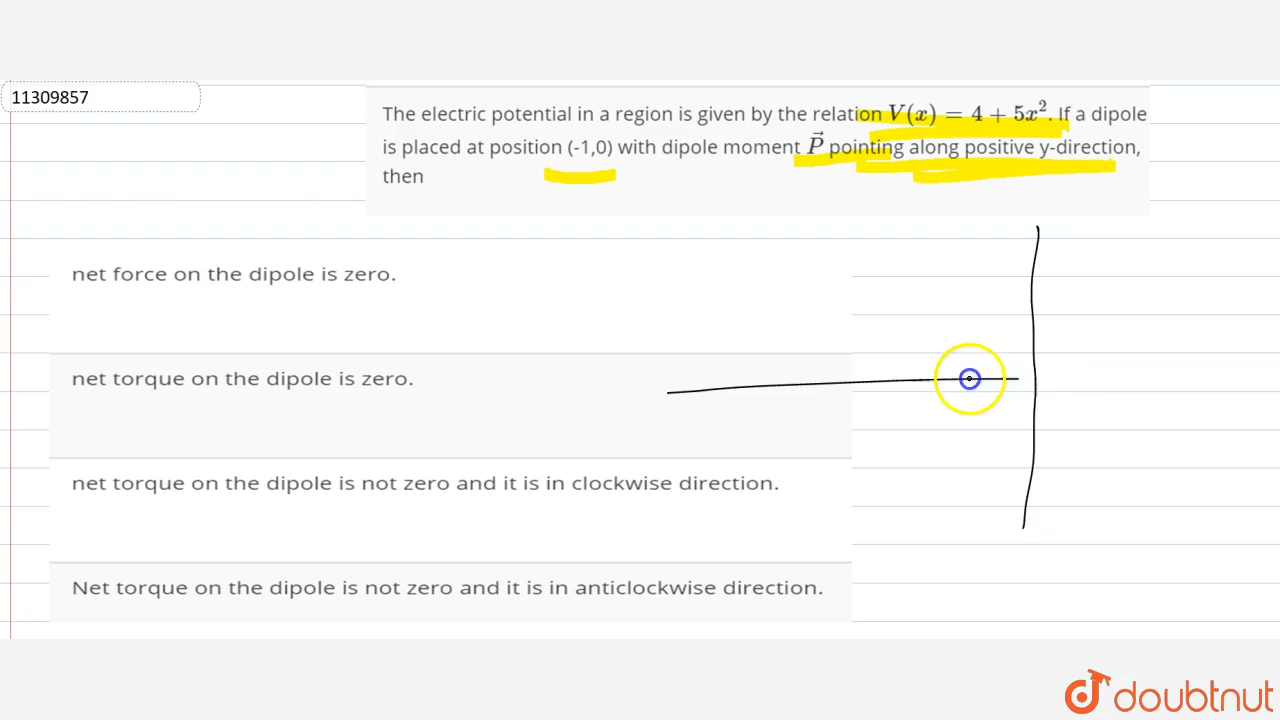 11309857
The electric potential in a region is given by the relation V(x) = 4 + 5x². If a dipole
is placed at position (-1,0) with dipole moment P⃗ pointing along positive y-direction,
then
net force on the dipole is zero.
net torque on the dipole is zero.
net torque on the dipole is not zero and it is in clockwise direction.
Net torque on the dipole is not zero and it is in anticlockwise direction.
doubtnut